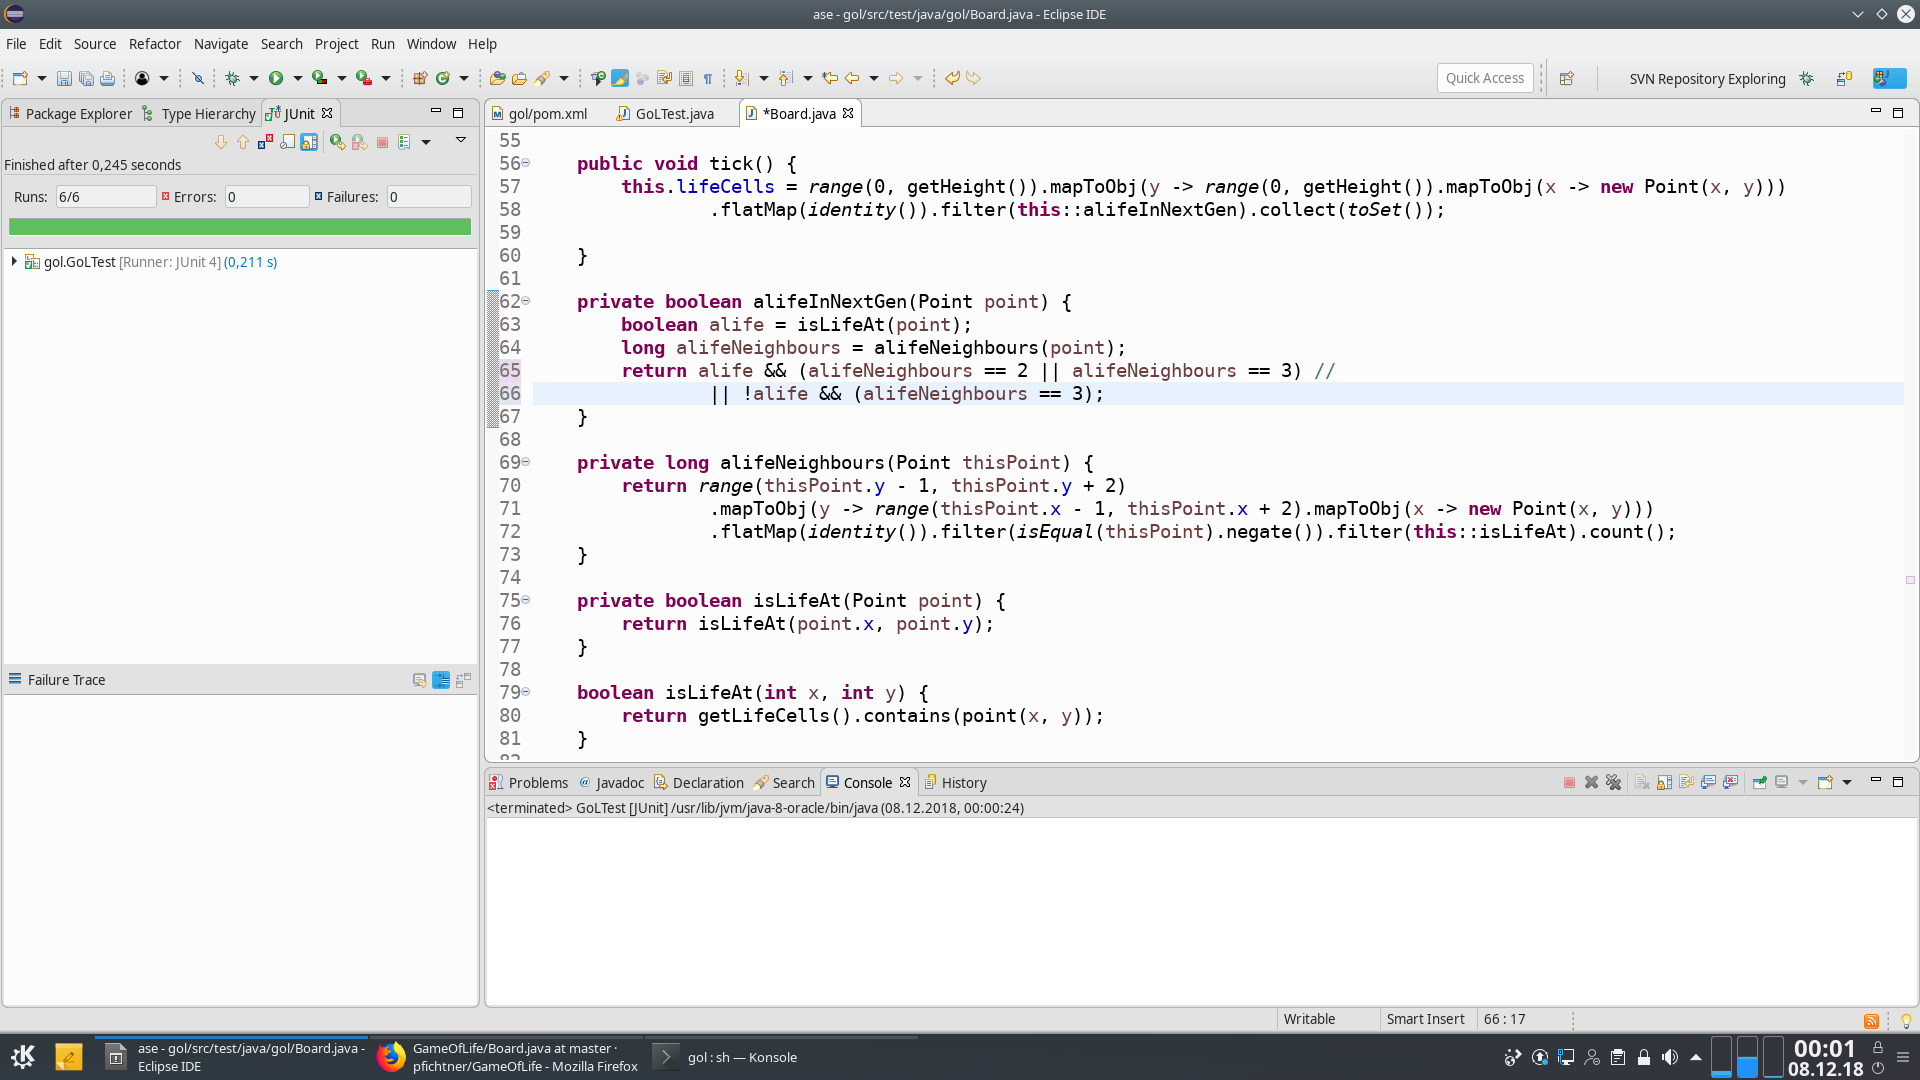 ase - gol/src/test/java/gol/Board.java - Eclipse IDE
File Edit Source Refactor Navigate Search Project Run Window Help
Quick Access
SVN Repository Exploring
Package Explorer Type Hierarchy JUnit
Finished after 0,245 seconds
Runs: 6/6 Errors: 0 Failures: 0
gol.GoLTest [Runner: JUnit 4] (0,211 s)
Failure Trace
gol/pom.xml GoLTest.java *Board.java
55
56 public void tick() {
57 this.lifeCells = range(0, getHeight()).mapToObj(y -> range(0, getHeight()).mapToObj(x -> new Point(x, y)))
58 .flatMap(identity()).filter(this::alifeInNextGen).collect(toSet());
59
60 }
61
62 private boolean alifeInNextGen(Point point) {
63 boolean alife = isLifeAt(point);
64 long alifeNeighbours = alifeNeighbours(point);
65 return alife && (alifeNeighbours == 2 || alifeNeighbours == 3) //
66 || !alife && (alifeNeighbours == 3);
67 }
68
69 private long alifeNeighbours(Point thisPoint) {
70 return range(thisPoint.y - 1, thisPoint.y + 2)
71 .mapToObj(y -> range(thisPoint.x - 1, thisPoint.x + 2).mapToObj(x -> new Point(x, y)))
72 .flatMap(identity()).filter(isEqual(thisPoint).negate()).filter(this::isLifeAt).count();
73 }
74
75 private boolean isLifeAt(Point point) {
76 return isLifeAt(point.x, point.y);
77 }
78
79 boolean isLifeAt(int x, int y) {
80 return getLifeCells().contains(point(x, y));
81 }
Problems Javadoc Declaration Search Console History
<terminated> GoLTest [JUnit] /usr/lib/jvm/java-8-oracle/bin/java (08.12.2018, 00:00:24)
Writable Smart Insert 66 : 17
ase - gol/src/test/java/gol/Board.java - Eclipse IDE
GameOfLife/Board.java at master · pfichtner/GameOfLife - Mozilla Firefox
gol : sh — Konsole
00:01
08.12.18